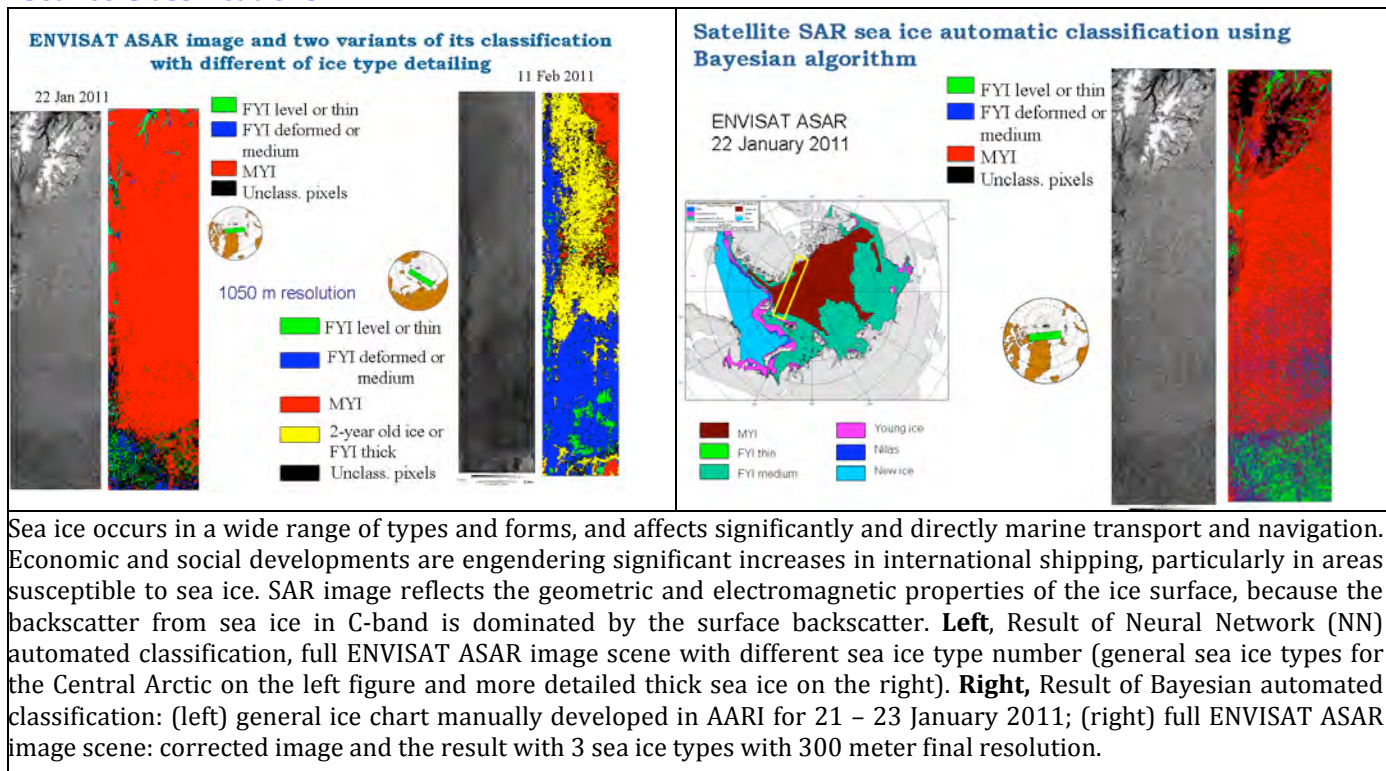 ENVISAT ASAR image and two variants of its classification
with different of ice type detailing
22 Jan 2011
11 Feb 2011
FYI level or thin
FYI deformed or
medium
MYI
Unclass. pixels
1050 m resolution
FYI level or thin
FYI deformed or
medium
MYI
2-year old ice or
FYI thick
Unclass. pixels
Satellite SAR sea ice automatic classification using
Bayesian algorithm
ENVISAT ASAR
22 January 2011
FYI level or thin
FYI deformed or
medium
MYI
Unclass. pixels
MYI
FYI thin
FYI medium
Young ice
Nilas
New ice
Sea ice occurs in a wide range of types and forms, and affects significantly and directly marine transport and navigation.
Economic and social developments are engendering significant increases in international shipping, particularly in areas
susceptible to sea ice. SAR image reflects the geometric and electromagnetic properties of the ice surface, because the
backscatter from sea ice in C-band is dominated by the surface backscatter. Left, Result of Neural Network (NN)
automated classification, full ENVISAT ASAR image scene with different sea ice type number (general sea ice types for
the Central Arctic on the left figure and more detailed thick sea ice on the right). Right, Result of Bayesian automated
classification: (left) general ice chart manually developed in AARI for 21 – 23 January 2011; (right) full ENVISAT ASAR
image scene: corrected image and the result with 3 sea ice types with 300 meter final resolution.